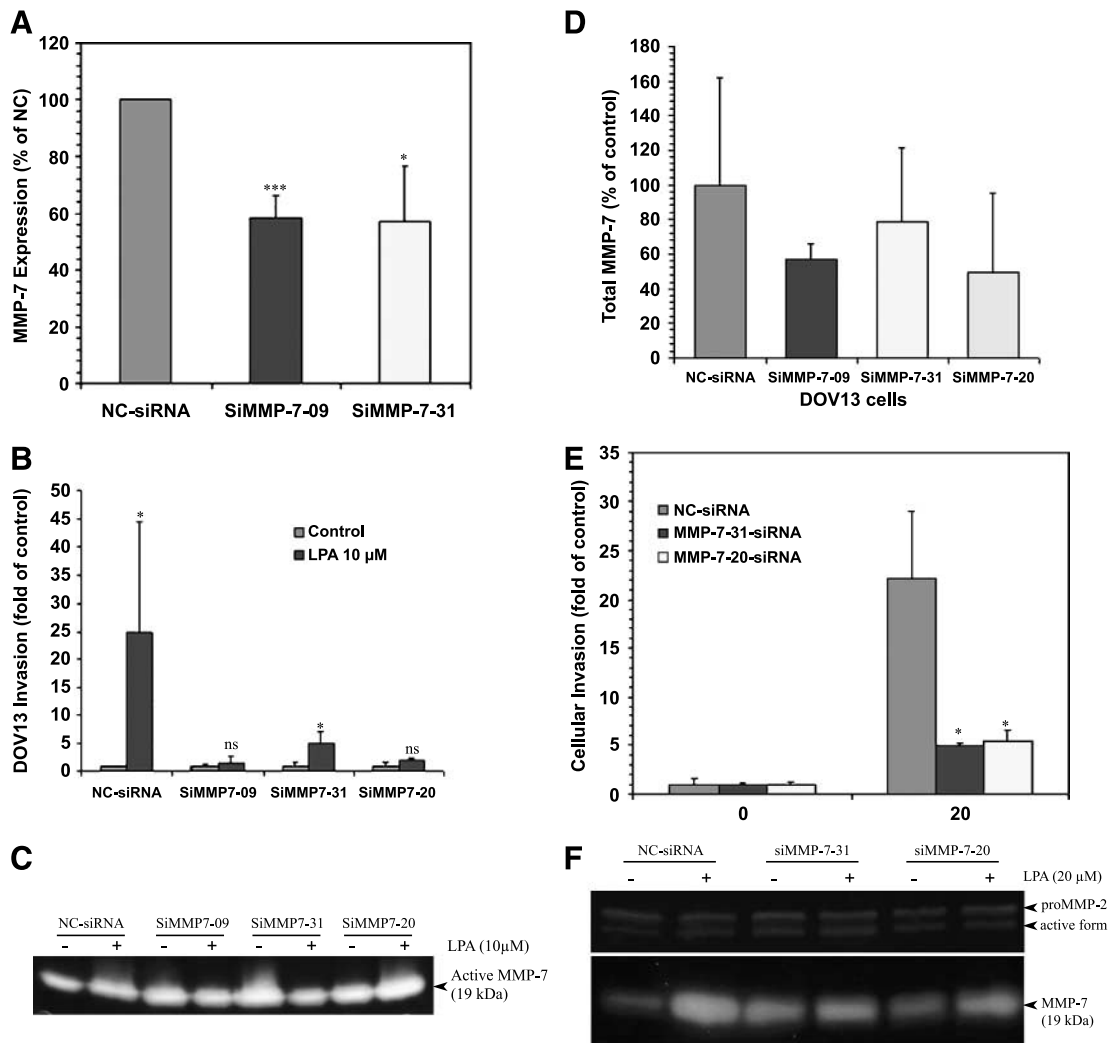 A
MMP-7 Expression (% of NC)
120
100
80
60
40
20
0
***
*
NC-siRNA SiMMP-7-09 SiMMP-7-31
D
Total MMP-7 (% of control)
180
160
140
120
100
80
60
40
20
0
NC-siRNA SiMMP-7-09 SiMMP-7-31 SiMMP-7-20
DOV13 cells
B
DOV13 Invasion (fold of control)
50
45
40
35
30
25
20
15
10
5
0
Control
LPA 10 µM
* ns * ns
NC-siRNA SiMMP7-09 SiMMP7-31 SiMMP7-20
E
Cellular Invasion (fold of control)
35
30
25
20
15
10
5
0
NC-siRNA
MMP-7-31-siRNA
MMP-7-20-siRNA
* *
0 20
C
NC-siRNA SiMMP7-09 SiMMP7-31 SiMMP7-20
- + - + - + - + LPA (10µM)
Active MMP-7
(19 kDa)
F
NC-siRNA siMMP-7-31 siMMP-7-20
- + - + - + LPA (20 µM)
proMMP-2
active form
MMP-7
(19 kDa)